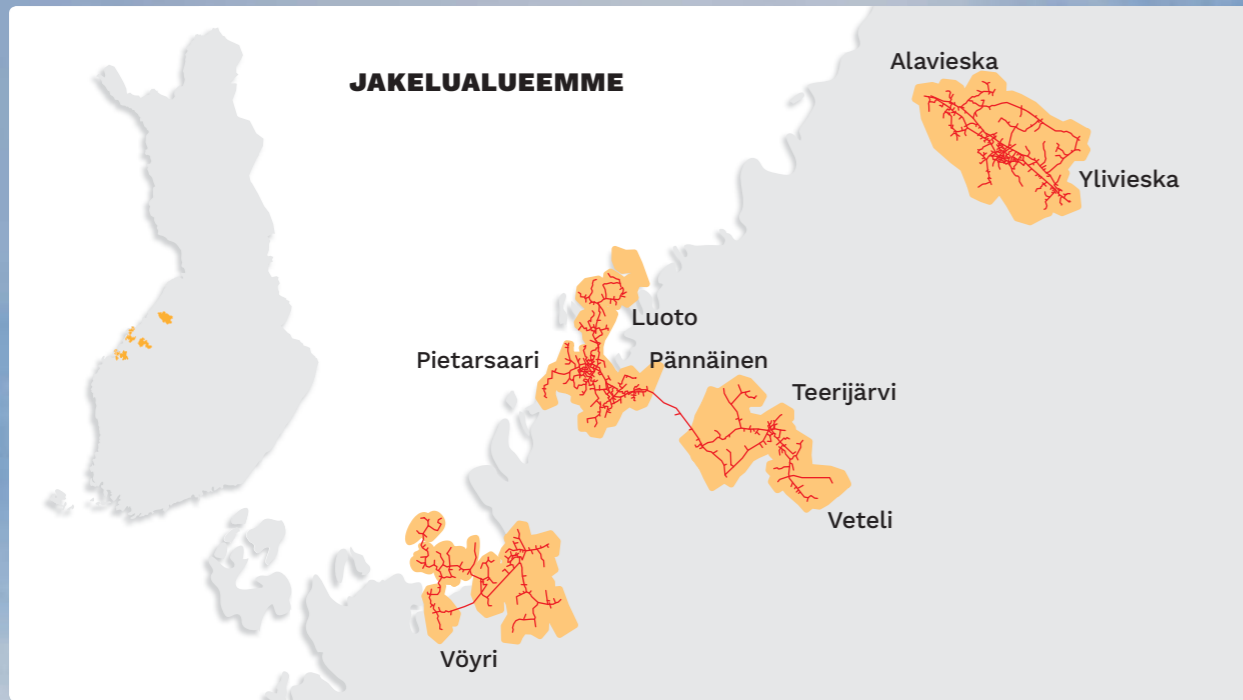 JAKELUALUEEMME
Alavieska
Ylivieska
Luoto
Pietarsaari
Pännäinen
Teerijärvi
Veteli
Vöyri